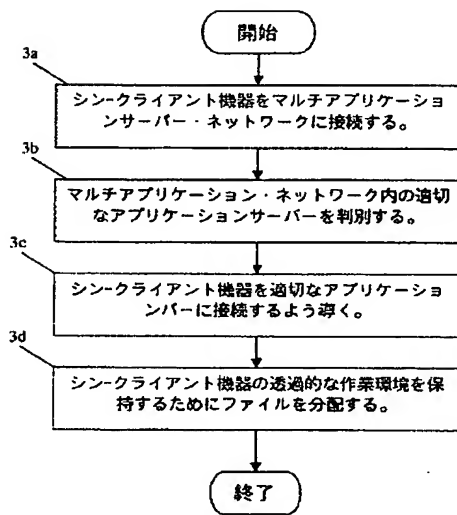 開始
3a
シン-クライアント機器をマルチアプリケーショ
ンサーバー・ネットワークに接続する。
3b
マルチアプリケーション・ネットワーク内の適切
なアプリケーションサーバーを判別する。
3c
シン-クライアント機器を適切なアプリケーショ
ンバーに接続するよう導く。
3d
シン-クライアント機器の透過的な作業環境を保
持するためにファイルを分配する。
終了